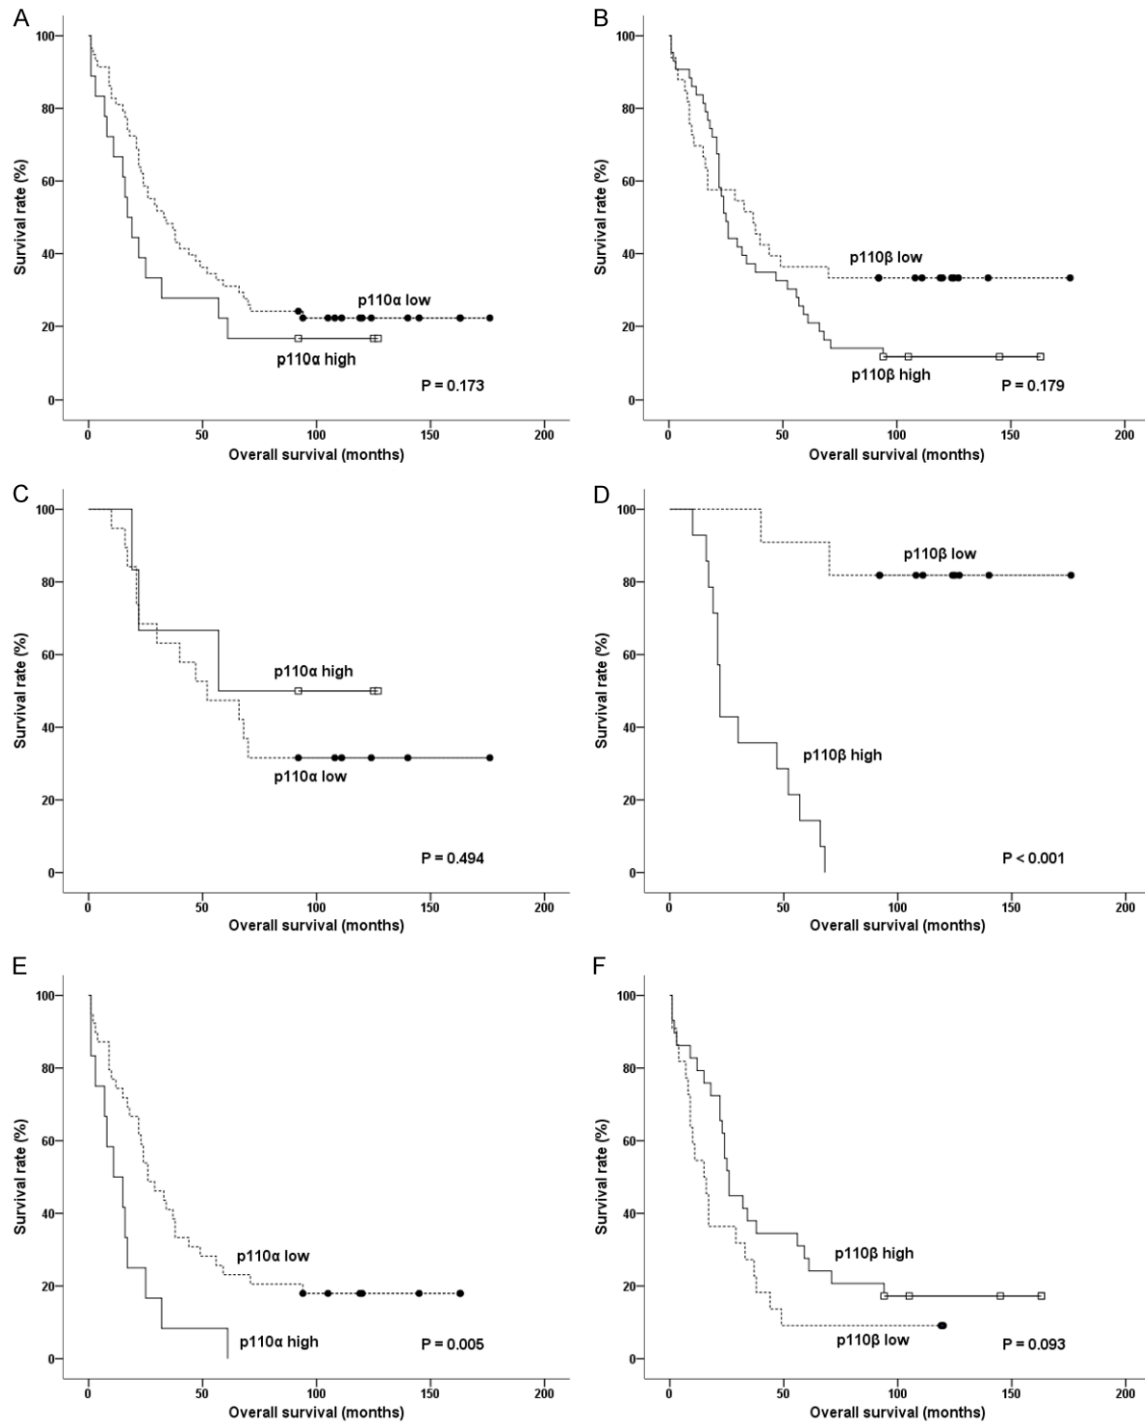 A
Survival rate (%)
100
80
60
40
20
0
p110α low
p110α high
P = 0.173
0 50 100 150 200
Overall survival (months)
B
Survival rate (%)
100
80
60
40
20
0
p110β low
p110β high
P = 0.179
0 50 100 150 200
Overall survival (months)
C
Survival rate (%)
100
80
60
40
20
0
p110α high
p110α low
P = 0.494
0 50 100 150 200
Overall survival (months)
D
Survival rate (%)
100
80
60
40
20
0
p110β low
p110β high
P < 0.001
0 50 100 150 200
Overall survival (months)
E
Survival rate (%)
100
80
60
40
20
0
p110α low
p110α high
P = 0.005
0 50 100 150 200
Overall survival (months)
F
Survival rate (%)
100
80
60
40
20
0
p110β high
p110β low
P = 0.093
0 50 100 150 200
Overall survival (months)